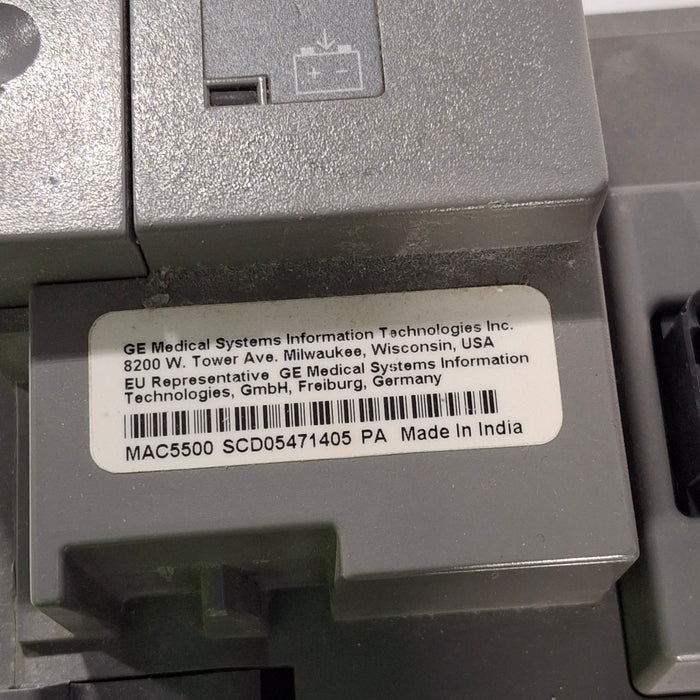 GE Medical Systems Information Technologies Inc.
8200 W. Tower Ave. Milwaukee, Wisconsin, USA
EU Representative GE Medical Systems Information
Technologies, GmbH, Freiburg, Germany
MAC5500 SCD05471405 PA Made In India